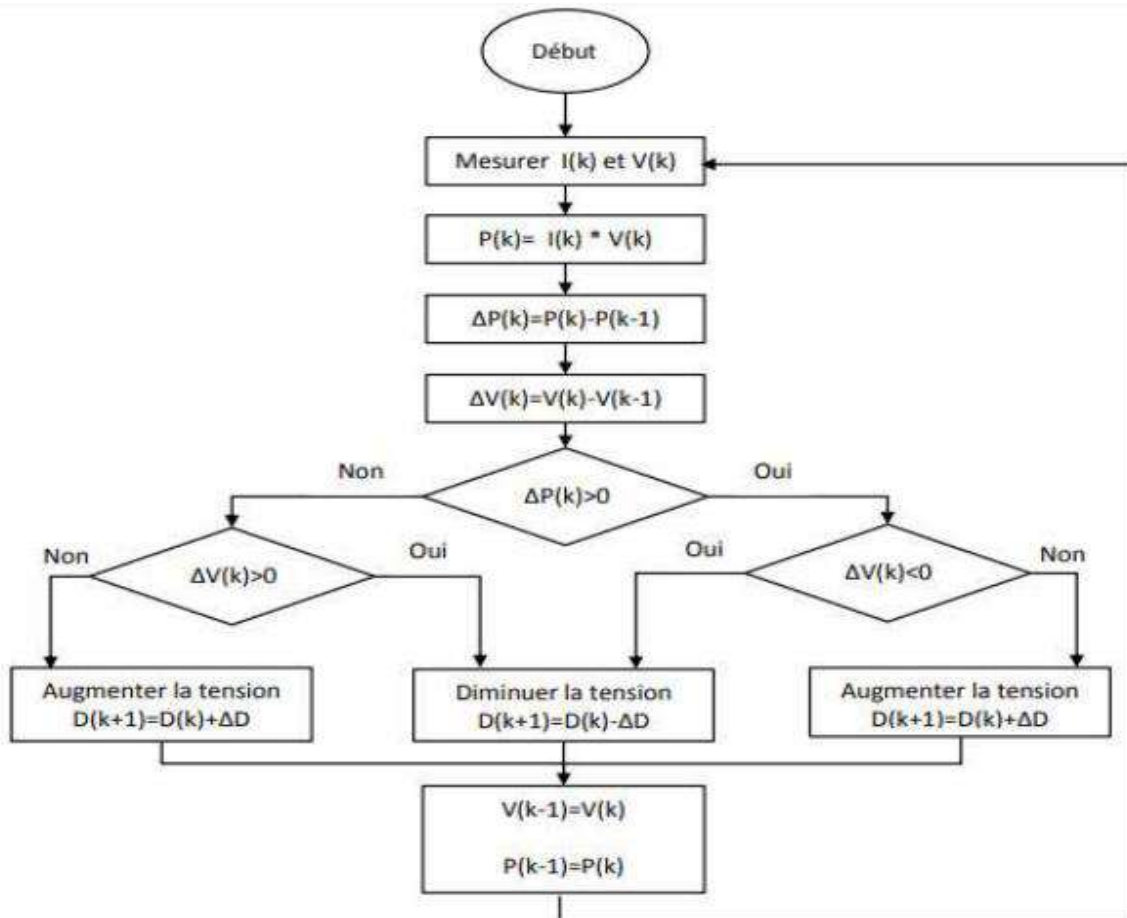 Début
Mesurer I(k) et V(k)
P(k)= I(k) * V(k)
ΔP(k)=P(k)-P(k-1)
ΔV(k)=V(k)-V(k-1)
Non
Oui
ΔP(k)>0
Non
Oui
Oui
Non
ΔV(k)>0
ΔV(k)<0
Augmenter la tension
D(k+1)=D(k)+ΔD
Diminuer la tension
D(k+1)=D(k)-ΔD
Augmenter la tension
D(k+1)=D(k)+ΔD
V(k-1)=V(k)
P(k-1)=P(k)